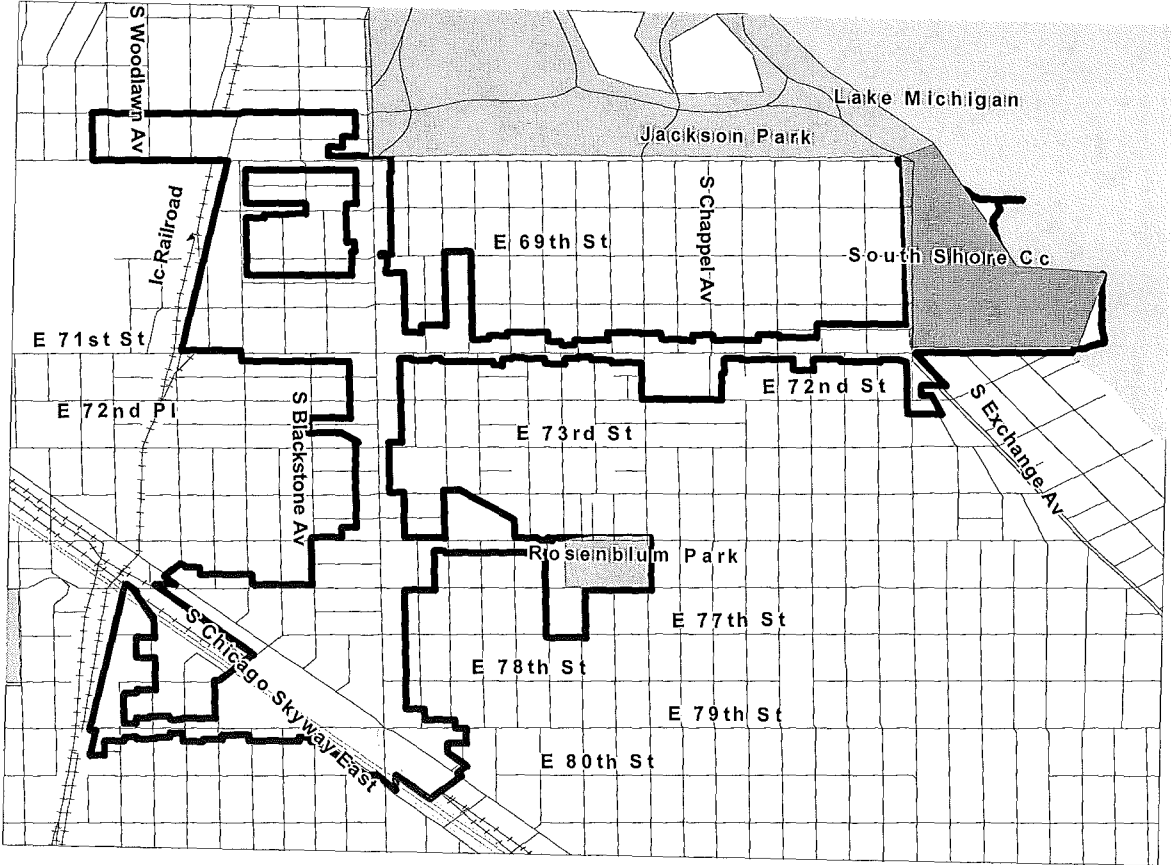 S Woodlawn Av
Lake Michigan
Jackson Park
Ic Railroad
S Chappel Av
E 69th St
South Shore Cc
E 71st St
E 72nd St
E 72nd Pl
S Blackstone Av
S Exchange Av
E 73rd St
Rosenblum Park
E 77th St
S Chicago Skyway East
E 78th St
E 79th St
E 80th St